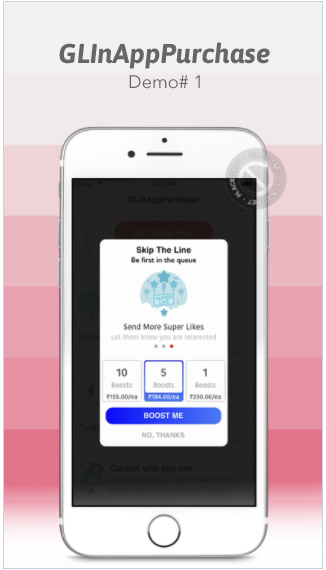 GLInAppPurchase
Demo# 1
GLInAppPurchase
Skip The Line
Be first in the queue
Send More Super Likes
Let them know you are interested
10 5 1
Boosts Boosts Boosts
₹155.00/ea ₹184.00/ea ₹250.00/ea
BOOST ME
NO, THANKS
Control who you see